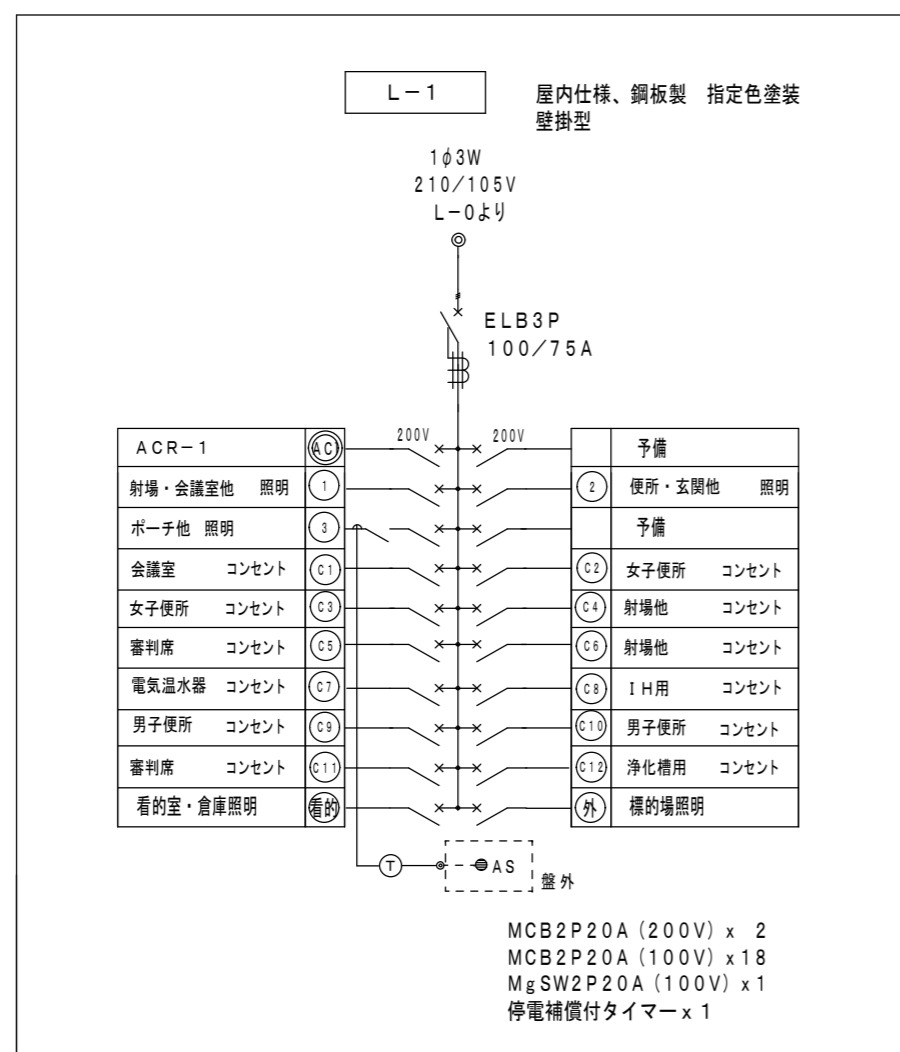 L－1
屋内仕様、鋼板製　指定色塗装
壁掛型
1φ3W
210/105V
L－0より
ELB3P
100/75A
200V 200V
ACR－1 AC1 予備
射場・会議室他　照明 1 2 便所・玄関他　照明
ポーチ他　照明 3 予備
会議室　コンセント C1 C2 女子便所　コンセント
女子便所　コンセント C3 C4 射場他　コンセント
審判席　コンセント C5 C6 射場他　コンセント
電気温水器　コンセント C7 C8 IH用　コンセント
男子便所　コンセント C9 C10 男子便所　コンセント
審判席　コンセント C11 C12 浄化槽用　コンセント
看的室・倉庫照明 看的 外 標的場照明
T AS
盤外
MCB2P20A（200V）x 2
MCB2P20A（100V）x18
MgSW2P20A（100V）x1
停電補償付タイマーx1